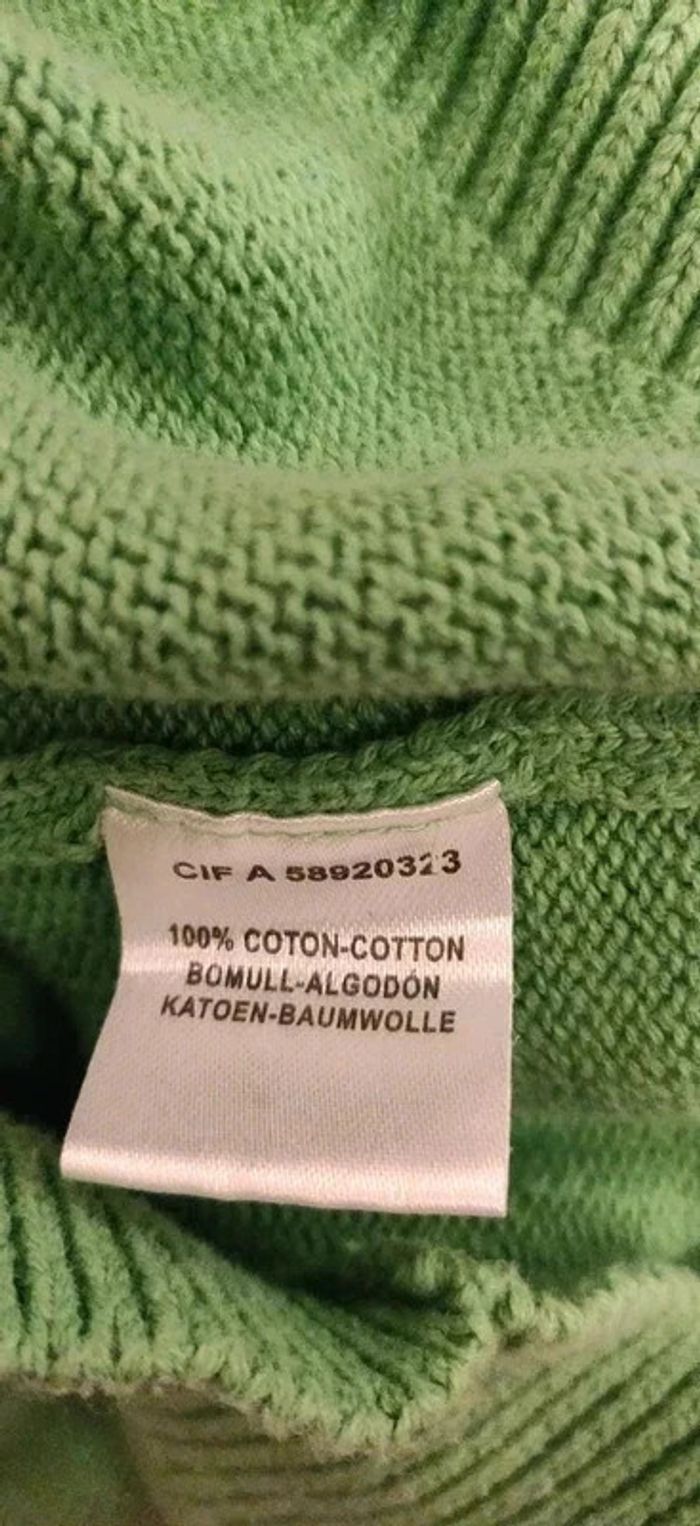 CIF A 58920323
100% COTON-COTTON
BOMULL-ALGODÓN
KATOEN-BAUMWOLLE